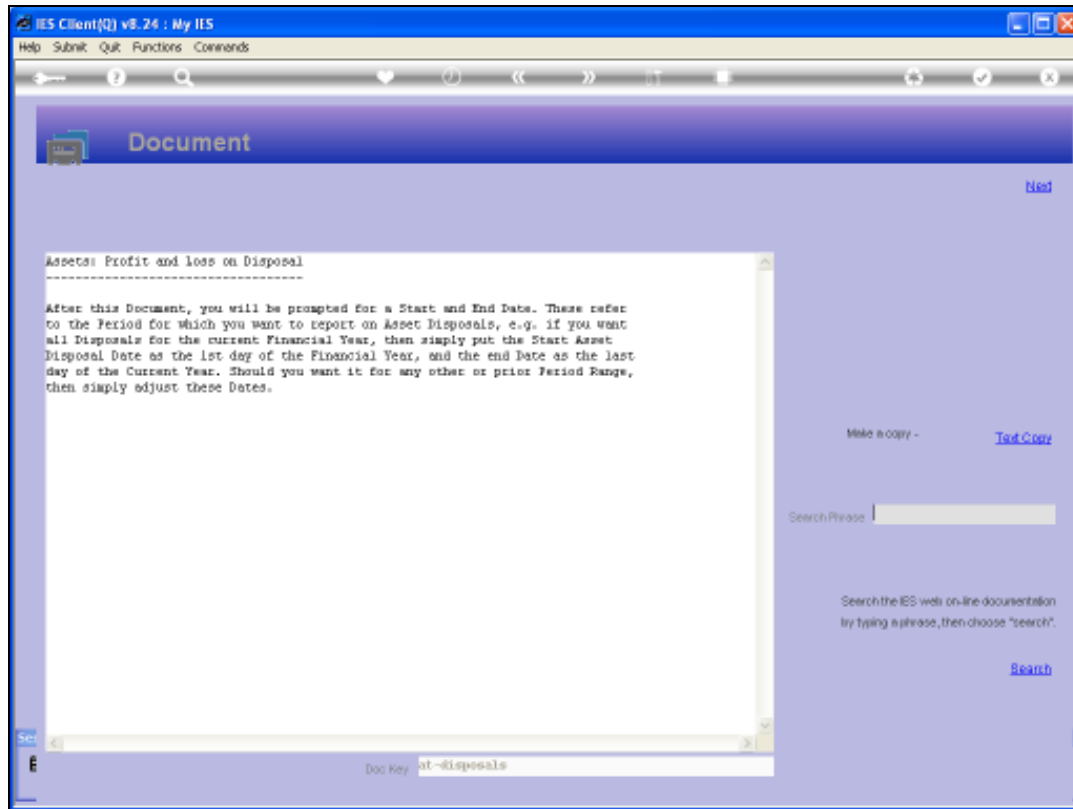 IES Client(Q) v8.24 : My IES
Help Submit Quit Functions Commands
Document
Next
Assets: Profit and loss on Disposal
-----------------------------------
After this Document, you will be prompted for a Start and End Date. These refer
to the Period for which you want to report on Asset Disposals, e.g. if you want
all Disposals for the current Financial Year, then simply put the Start Asset
Disposal Date as the 1st day of the Financial Year, and the end Date as the last
day of the Current Year. Should you want it for any other or prior Period Range,
then simply adjust these Dates.
Make a copy - Text Copy
Search Phrase
Search the IES web on-line documentation
by typing a phrase, then choose "search".
Search
Doc Key at-disposals